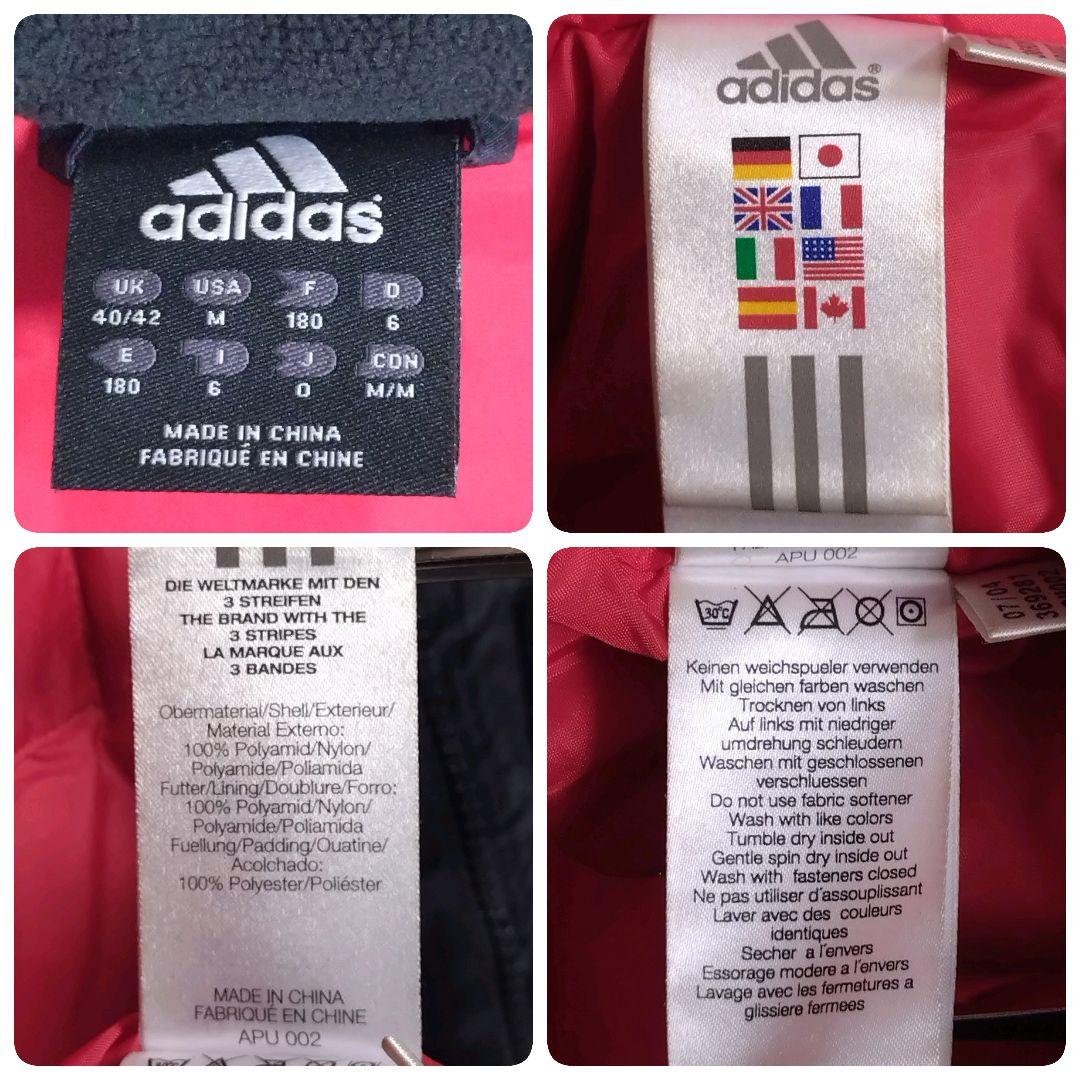 adidas
UK USA F D
40/42 M 180 6
E I J CDN
180 6 O M/M
MADE IN CHINA
FABRIQUÉ EN CHINE
adidas®
DIE WELTMARKE MIT DEN
3 STREIFEN
THE BRAND WITH THE
3 STRIPES
LA MARQUE AUX
3 BANDES
Obermaterial/Shell/Exterieur/
Material Externo:
100% Polyamid/Nylon/
Polyamide/Poliamida
Futter/Lining/Doublure/Forro:
100% Polyamid/Nylon/
Polyamide/Poliamida
Fuellung/Padding/Ouatine/
Acolchado:
100% Polyester/Poliéster
MADE IN CHINA
FABRIQUÉ EN CHINE
APU 002
APU 002
07/04
369281
30°C
Keinen weichspueler verwenden
Mit gleichen farben waschen
Trocknen von links
Auf links mit niedriger
umdrehung schleudern
Waschen mit geschlossenen
verschluessen
Do not use fabric softener
Wash with like colors
Tumble dry inside out
Gentle spin dry inside out
Wash with fasteners closed
Ne pas utiliser d'assouplissant
Laver avec des couleurs
identiques
Secher a l'envers
Essorage modere a l'envers
Lavage avec les fermetures a
glissiere fermees